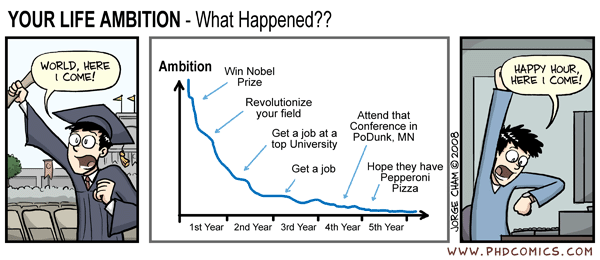 YOUR LIFE AMBITION - What Happened??
WORLD, HERE
I COME!
Ambition
Win Nobel
Prize
Revolutionize
your field
Get a job at a
top University
Get a job
Attend that
Conference in
PoDunk, MN
Hope they have
Pepperoni
Pizza
1st Year
2nd Year
3rd Year
4th Year
5th Year
HAPPY HOUR,
HERE I COME!
JORGE CHAM © 2008
WWW.PHDCOMICS.COM